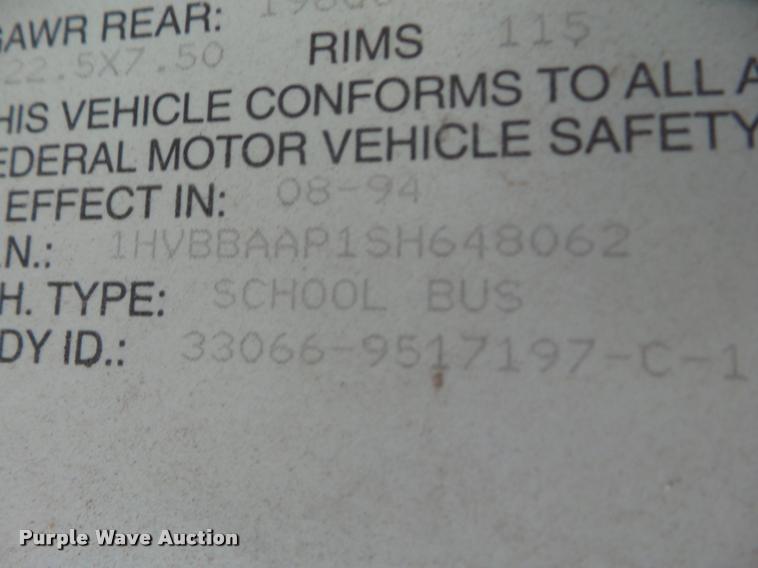 GAWR REAR:
22.5X7.50 RIMS 115
HIS VEHICLE CONFORMS TO ALL A
EDERAL MOTOR VEHICLE SAFETY
EFFECT IN: 08-94
.N.: 1HVBBAAP1SH648062
H. TYPE: SCHOOL BUS
DY ID.: 33066-9517197-C-1
Purple Wave Auction